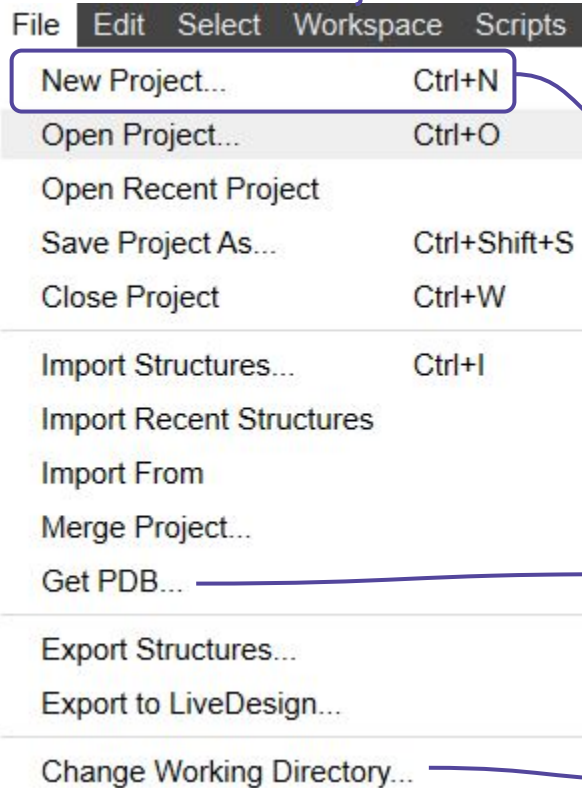 File Edit Select Workspace Scripts
New Project... Ctrl+N
Open Project... Ctrl+O
Open Recent Project
Save Project As... Ctrl+Shift+S
Close Project Ctrl+W
Import Structures... Ctrl+I
Import Recent Structures
Import From
Merge Project...
Get PDB...
Export Structures...
Export to LiveDesign...
Change Working Directory...